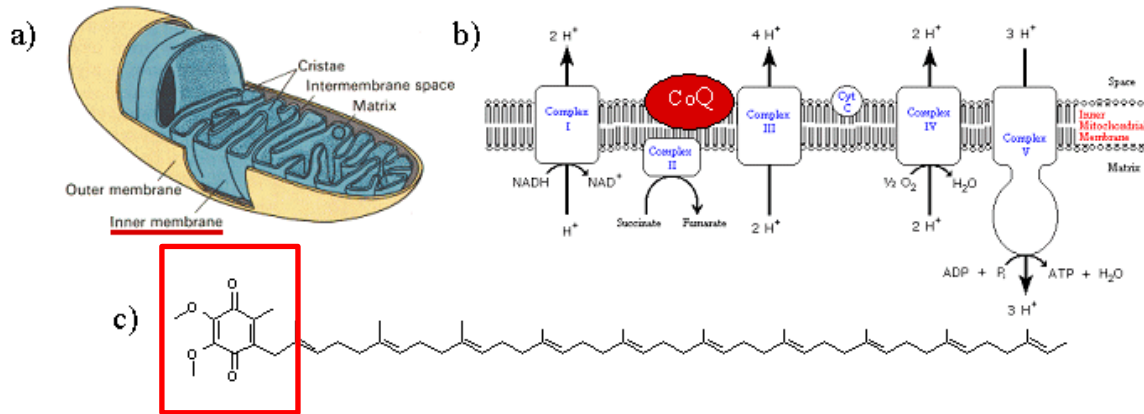 a)
Cristae
Intermembrane space
Matrix
Outer membrane
Inner membrane
b)
2 H⁺
4 H⁺
2 H⁺
3 H⁺
Complex
I
CoQ
Complex
II
Complex
III
Cyt
C
Complex
IV
Complex
V
Space
Inner
Mitochondrial
Membrane
Matrix
NADH
NAD⁺
Succinate
Fumarate
½ O₂
H₂O
H⁺
2 H⁺
2 H⁺
ADP + Pᵢ
ATP + H₂O
3 H⁺
c)
O
O
O
O